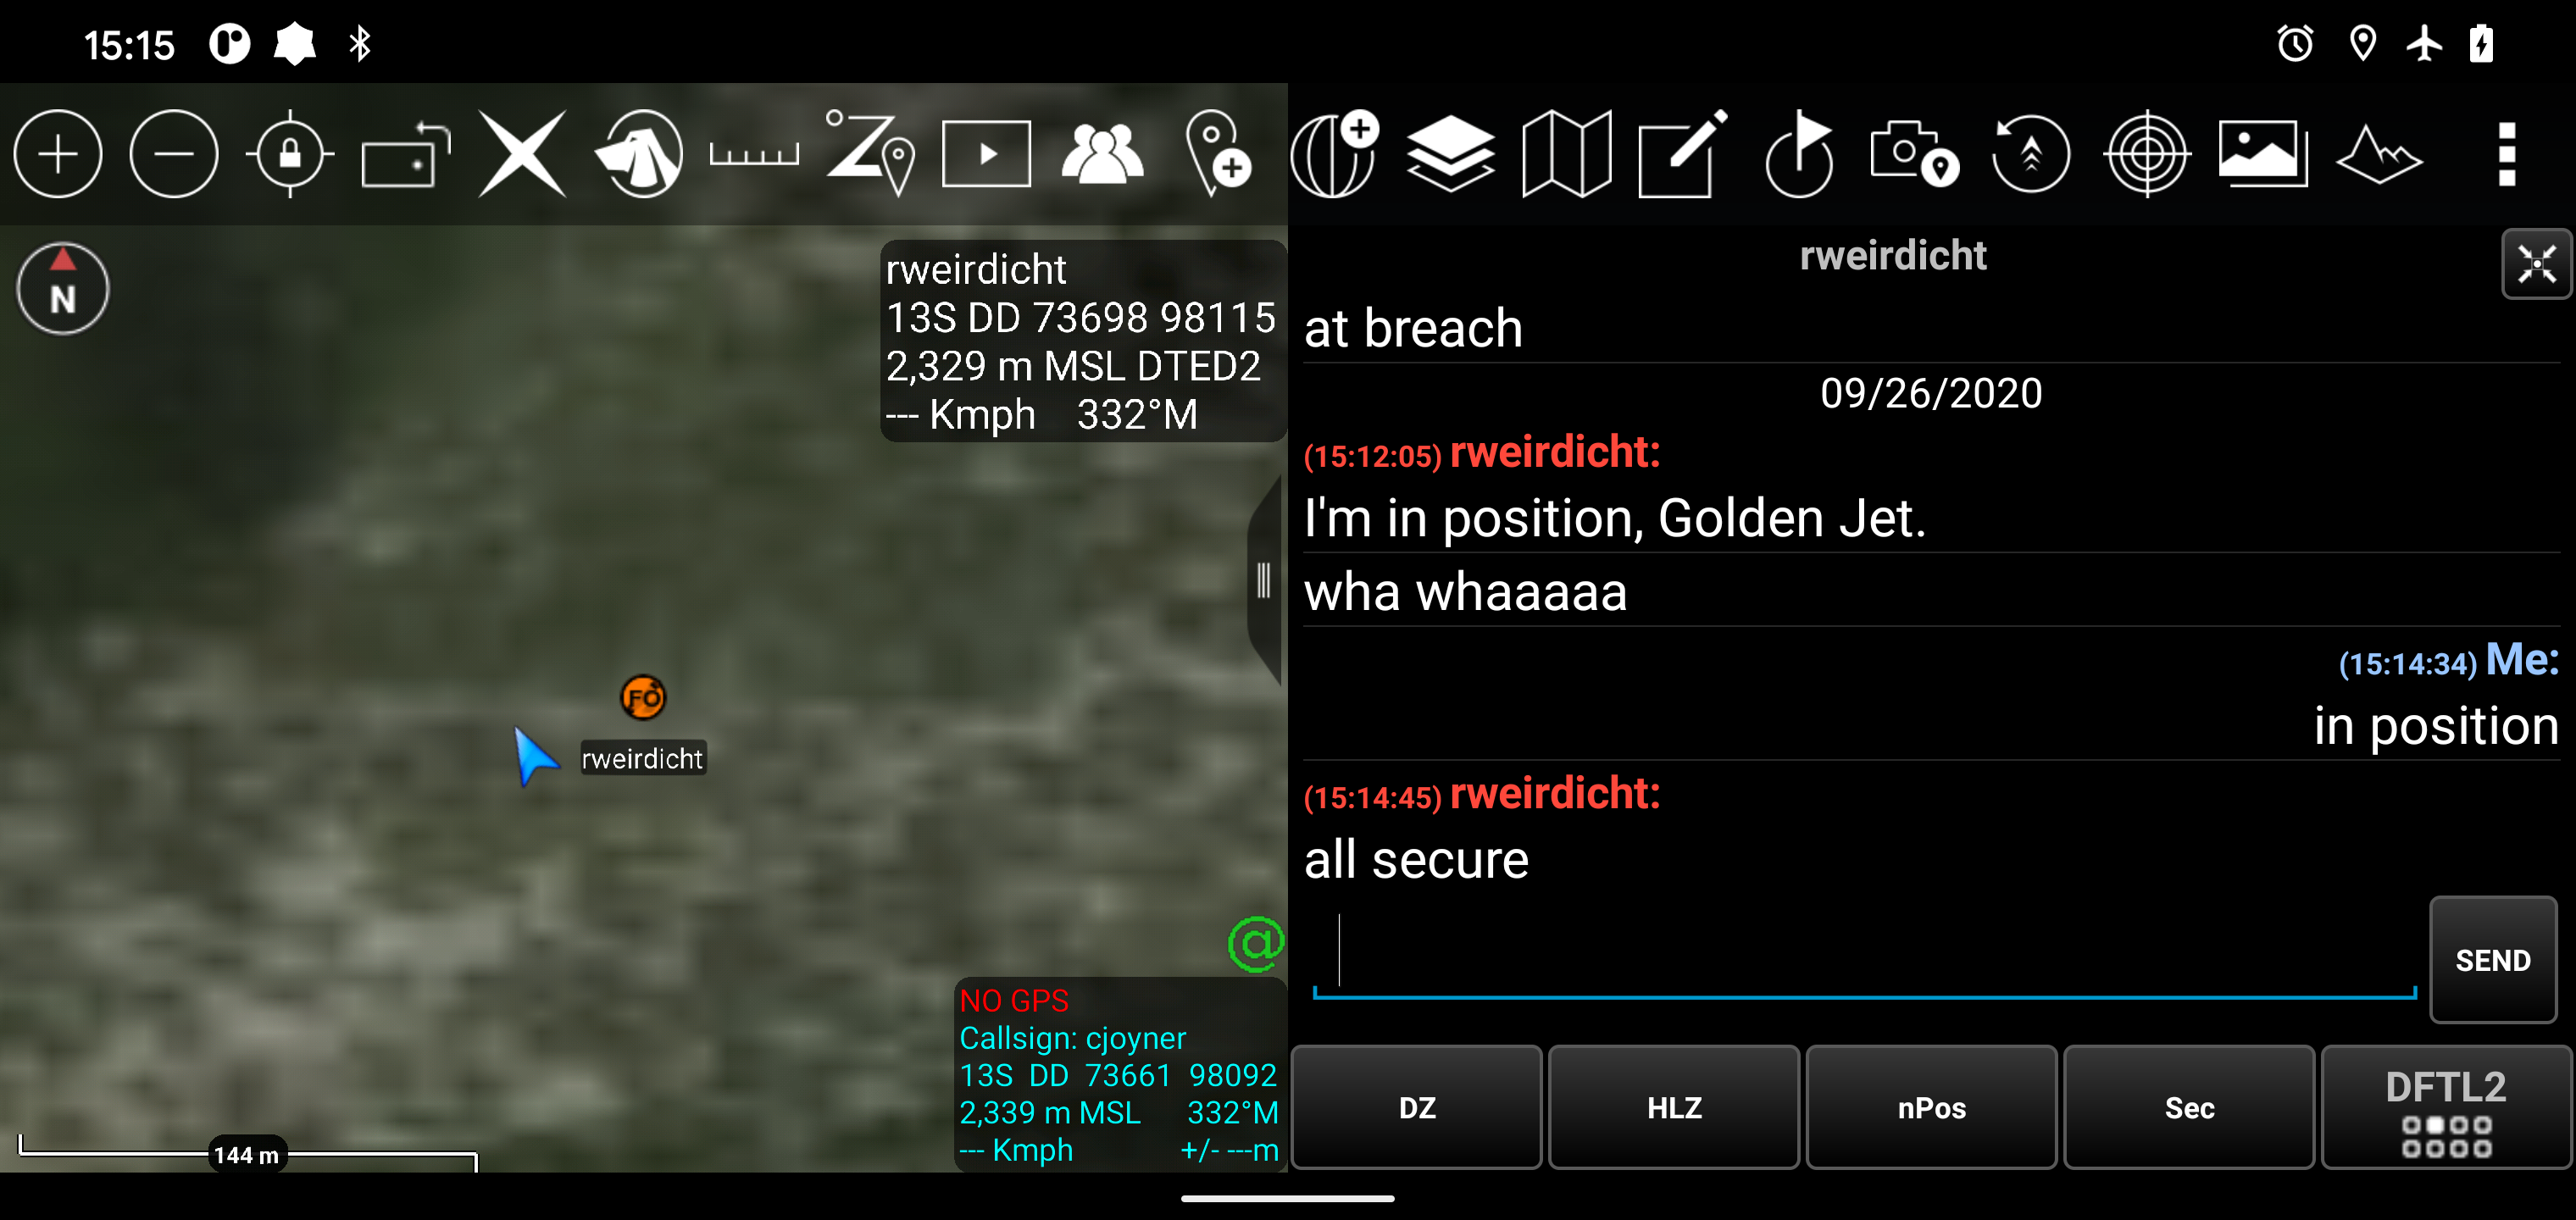 15:15
N
rweirdicht
13S DD 73698 98115
2,329 m MSL DTED2
--- Kmph 332°M
FO
rweirdicht
@
NO GPS
Callsign: cjoyner
13S DD 73661 98092
2,339 m MSL 332°M
--- Kmph +/- ---m
144 m
rweirdicht
at breach
09/26/2020
(15:12:05) rweirdicht:
I'm in position, Golden Jet.
wha whaaaaa
(15:14:34) Me:
in position
(15:14:45) rweirdicht:
all secure
SEND
DZ
HLZ
nPos
Sec
DFTL2